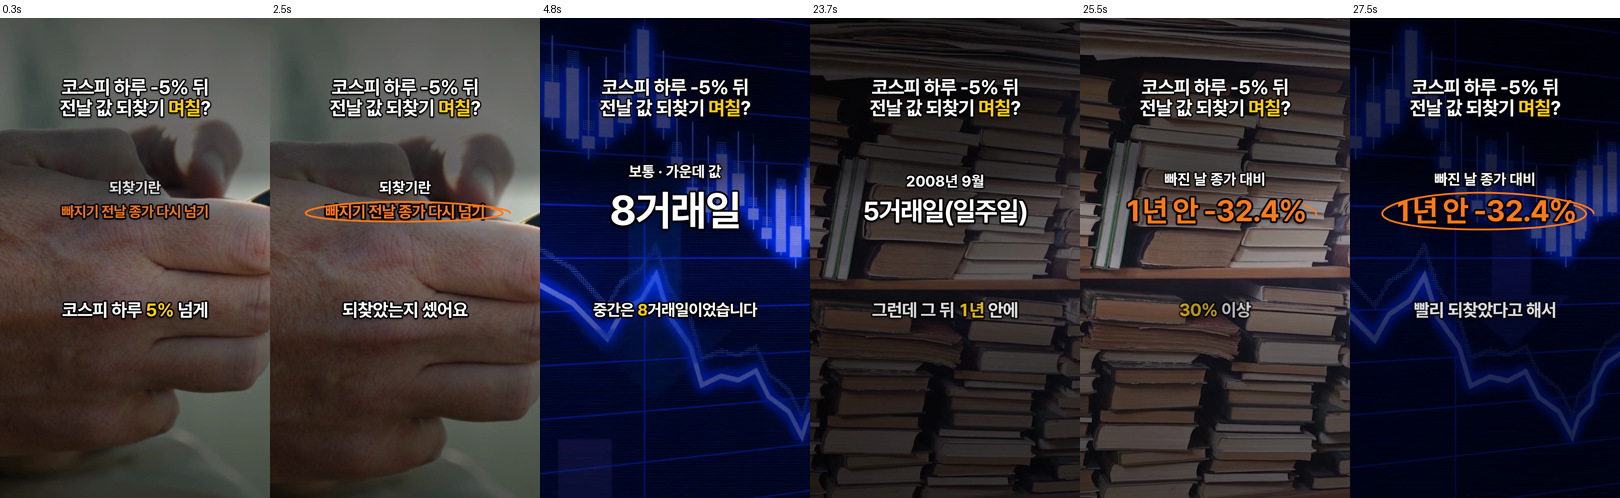 0.3s
코스피 하루 -5% 뒤
전날 값 되찾기 며칠?
되찾기란
빠지기 전날 종가 다시 넘기
코스피 하루 5% 넘게
2.5s
코스피 하루 -5% 뒤
전날 값 되찾기 며칠?
되찾기란
빠지기 전날 종가 다시 넘기
되찾았는지 셌어요
4.8s
코스피 하루 -5% 뒤
전날 값 되찾기 며칠?
보통 · 가운데 값
8거래일
중간은 8거래일이었습니다
23.7s
코스피 하루 -5% 뒤
전날 값 되찾기 며칠?
2008년 9월
5거래일(일주일)
그런데 그 뒤 1년 안에
25.5s
코스피 하루 -5% 뒤
전날 값 되찾기 며칠?
빠진 날 종가 대비
1년 안 -32.4%
30% 이상
27.5s
코스피 하루 -5% 뒤
전날 값 되찾기 며칠?
빠진 날 종가 대비
1년 안 -32.4%
빨리 되찾았다고 해서